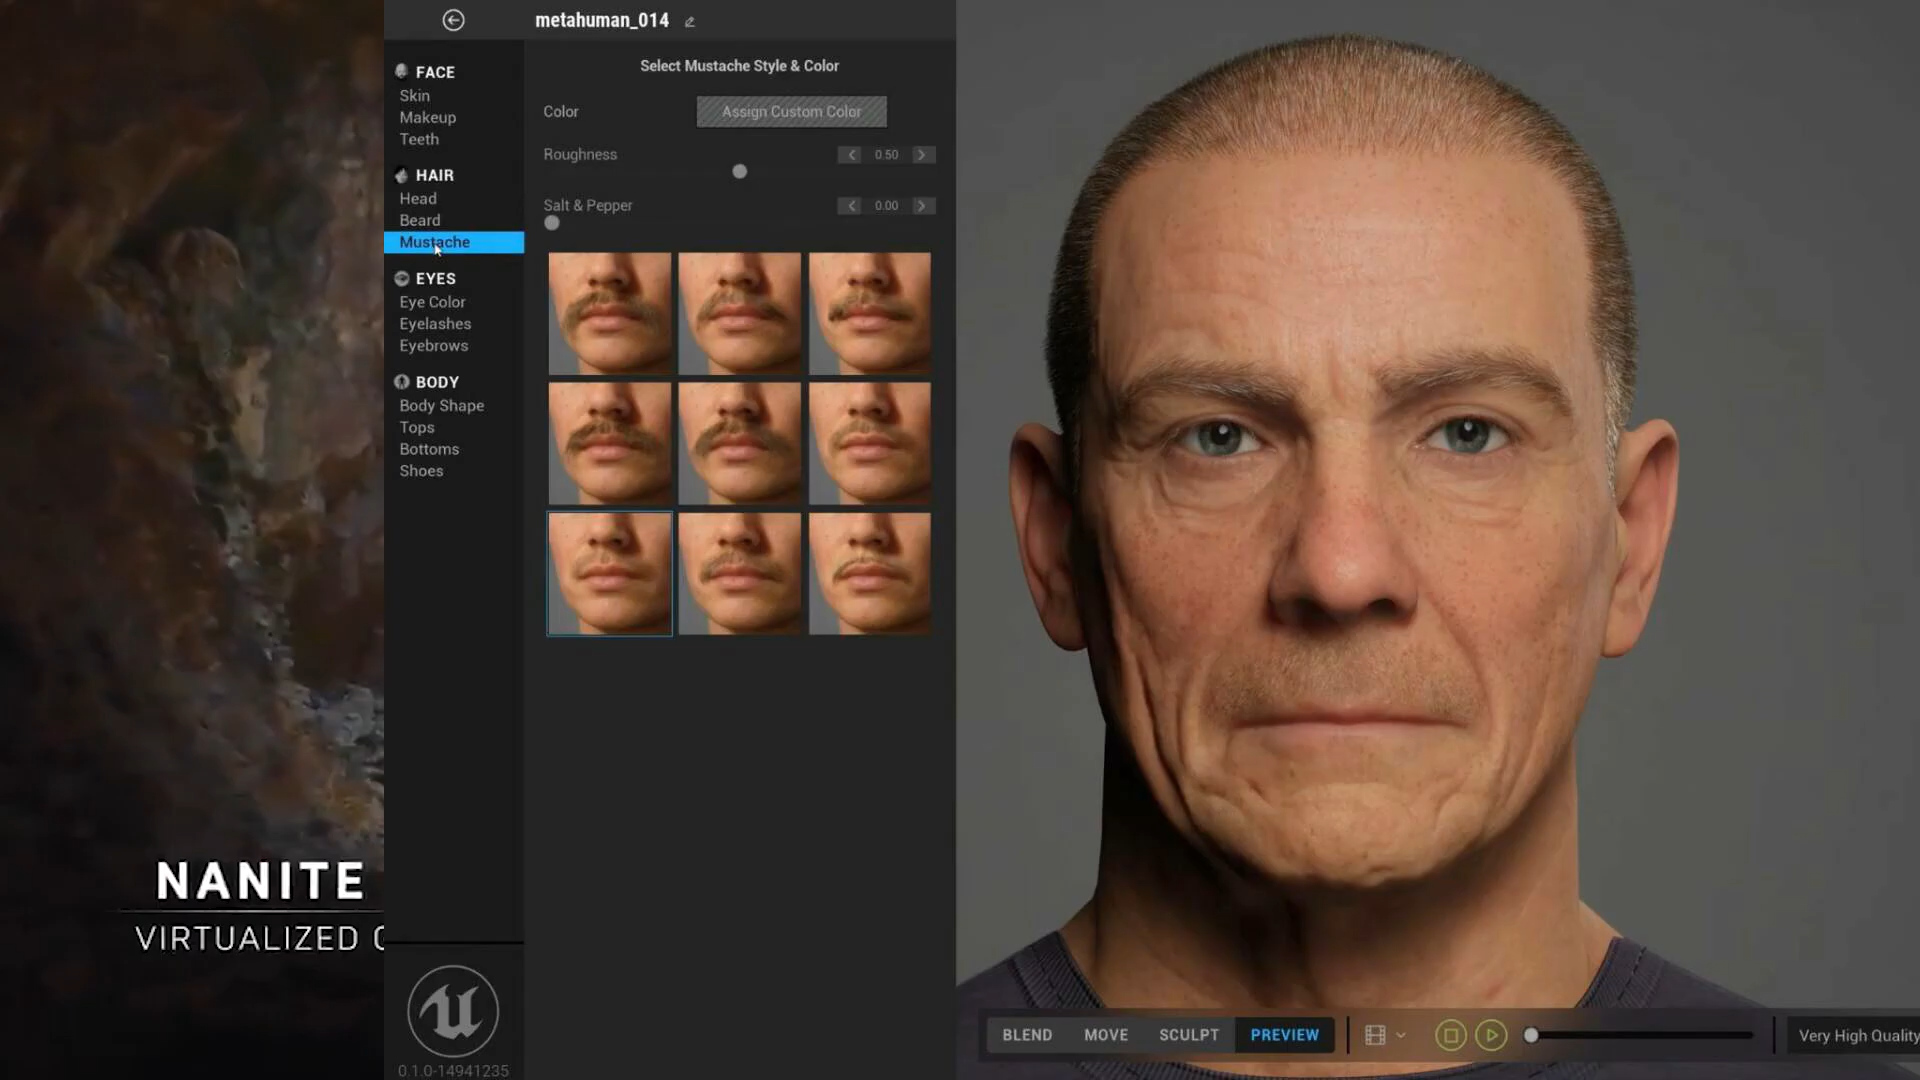 metahuman_014
FACE
Skin
Makeup
Teeth
HAIR
Head
Beard
Mustache
EYES
Eye Color
Eyelashes
Eyebrows
BODY
Body Shape
Tops
Bottoms
Shoes
Select Mustache Style & Color
Color
Assign Custom Color
Roughness
0.50
Salt & Pepper
0.00
NANITE
VIRTUALIZED
0.1.0-14941235
BLEND
MOVE
SCULPT
PREVIEW
Very High Quality